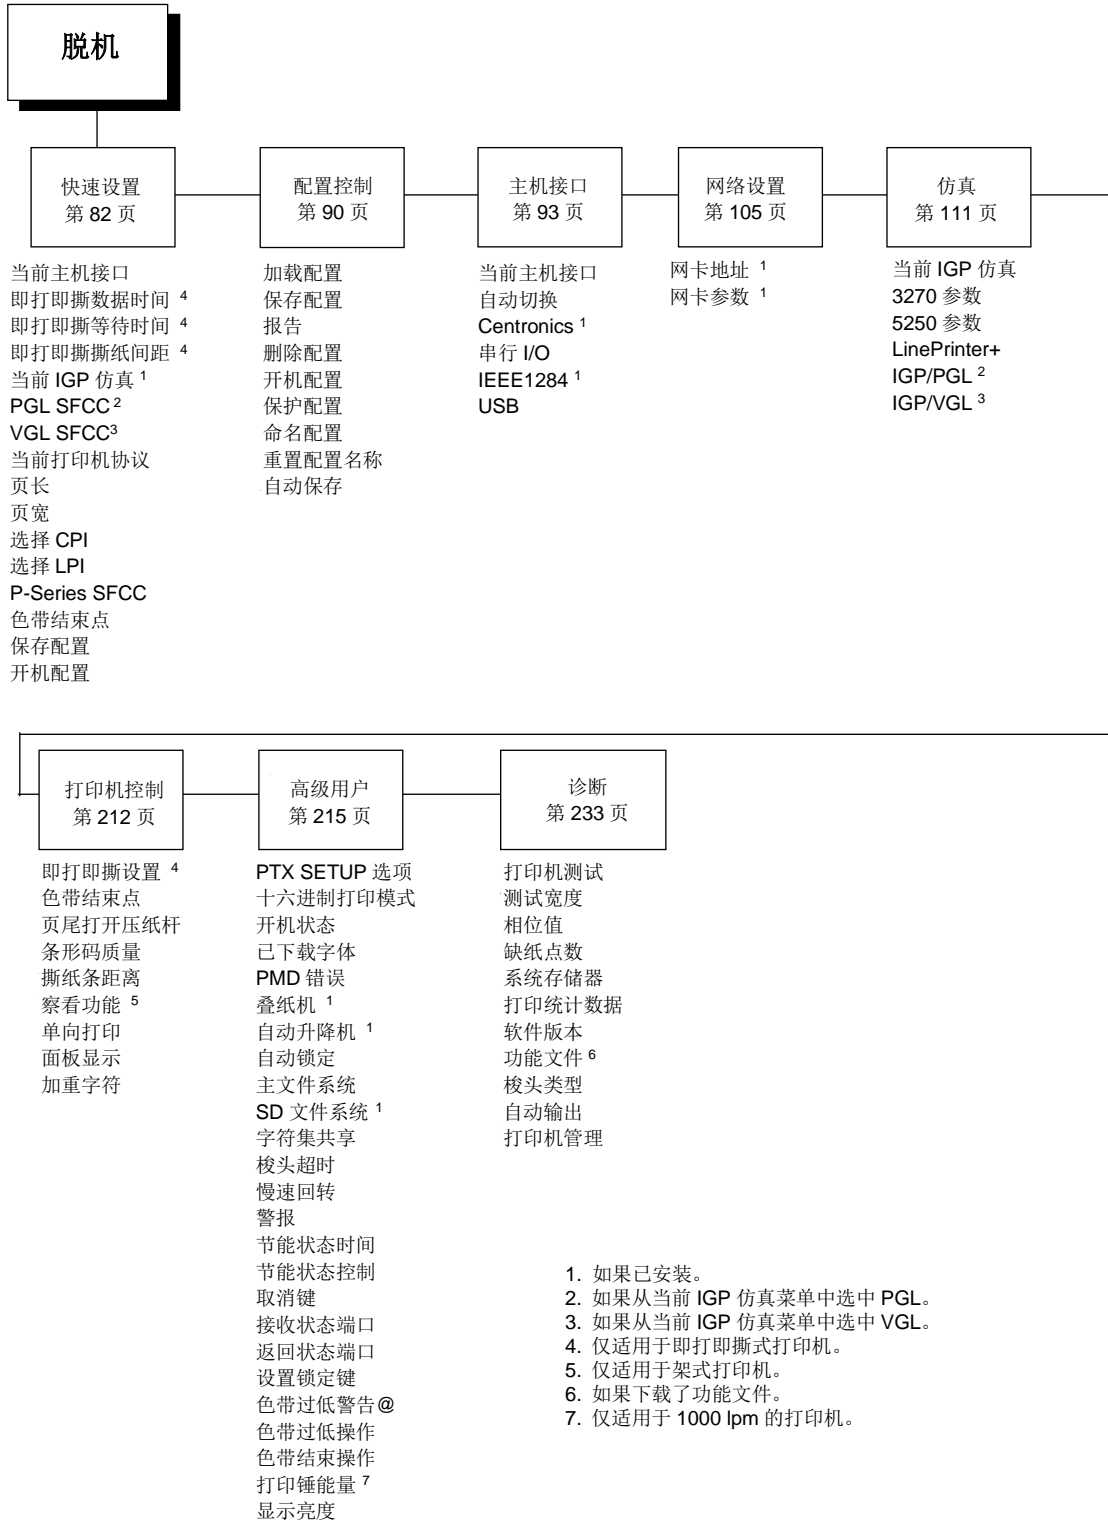 脱机
快速设置
第 82 页
当前主机接口
即打即撕数据时间 4
即打即撕等待时间 4
即打即撕撕纸间距 4
当前 IGP 仿真 1
PGL SFCC 2
VGL SFCC3
当前打印机协议
页长
页宽
选择 CPI
选择 LPI
P-Series SFCC
色带结束点
保存配置
开机配置
配置控制
第 90 页
加载配置
保存配置
报告
删除配置
开机配置
保护配置
命名配置
重置配置名称
自动保存
主机接口
第 93 页
当前主机接口
自动切换
Centronics 1
串行 I/O
IEEE1284 1
USB
网络设置
第 105 页
网卡地址 1
网卡参数 1
仿真
第 111 页
当前 IGP 仿真
3270 参数
5250 参数
LinePrinter+
IGP/PGL 2
IGP/VGL 3
打印机控制
第 212 页
即打即撕设置 4
色带结束点
页尾打开压纸杆
条形码质量
撕纸条距离
察看功能 5
单向打印
面板显示
加重字符
高级用户
第 215 页
PTX SETUP 选项
十六进制打印模式
开机状态
已下载字体
PMD 错误
叠纸机 1
自动升降机 1
自动锁定
主文件系统
SD 文件系统 1
字符集共享
梭头超时
慢速回转
警报
节能状态时间
节能状态控制
取消键
接收状态端口
返回状态端口
设置锁定键
色带过低警告@
色带过低操作
色带结束操作
打印锤能量 7
显示亮度
诊断
第 233 页
打印机测试
测试宽度
相位值
缺纸点数
系统存储器
打印统计数据
软件版本
功能文件 6
梭头类型
自动输出
打印机管理
1. 如果已安装。
2. 如果从当前 IGP 仿真菜单中选中 PGL。
3. 如果从当前 IGP 仿真菜单中选中 VGL。
4. 仅适用于即打即撕式打印机。
5. 仅适用于架式打印机。
6. 如果下载了功能文件。
7. 仅适用于 1000 lpm 的打印机。